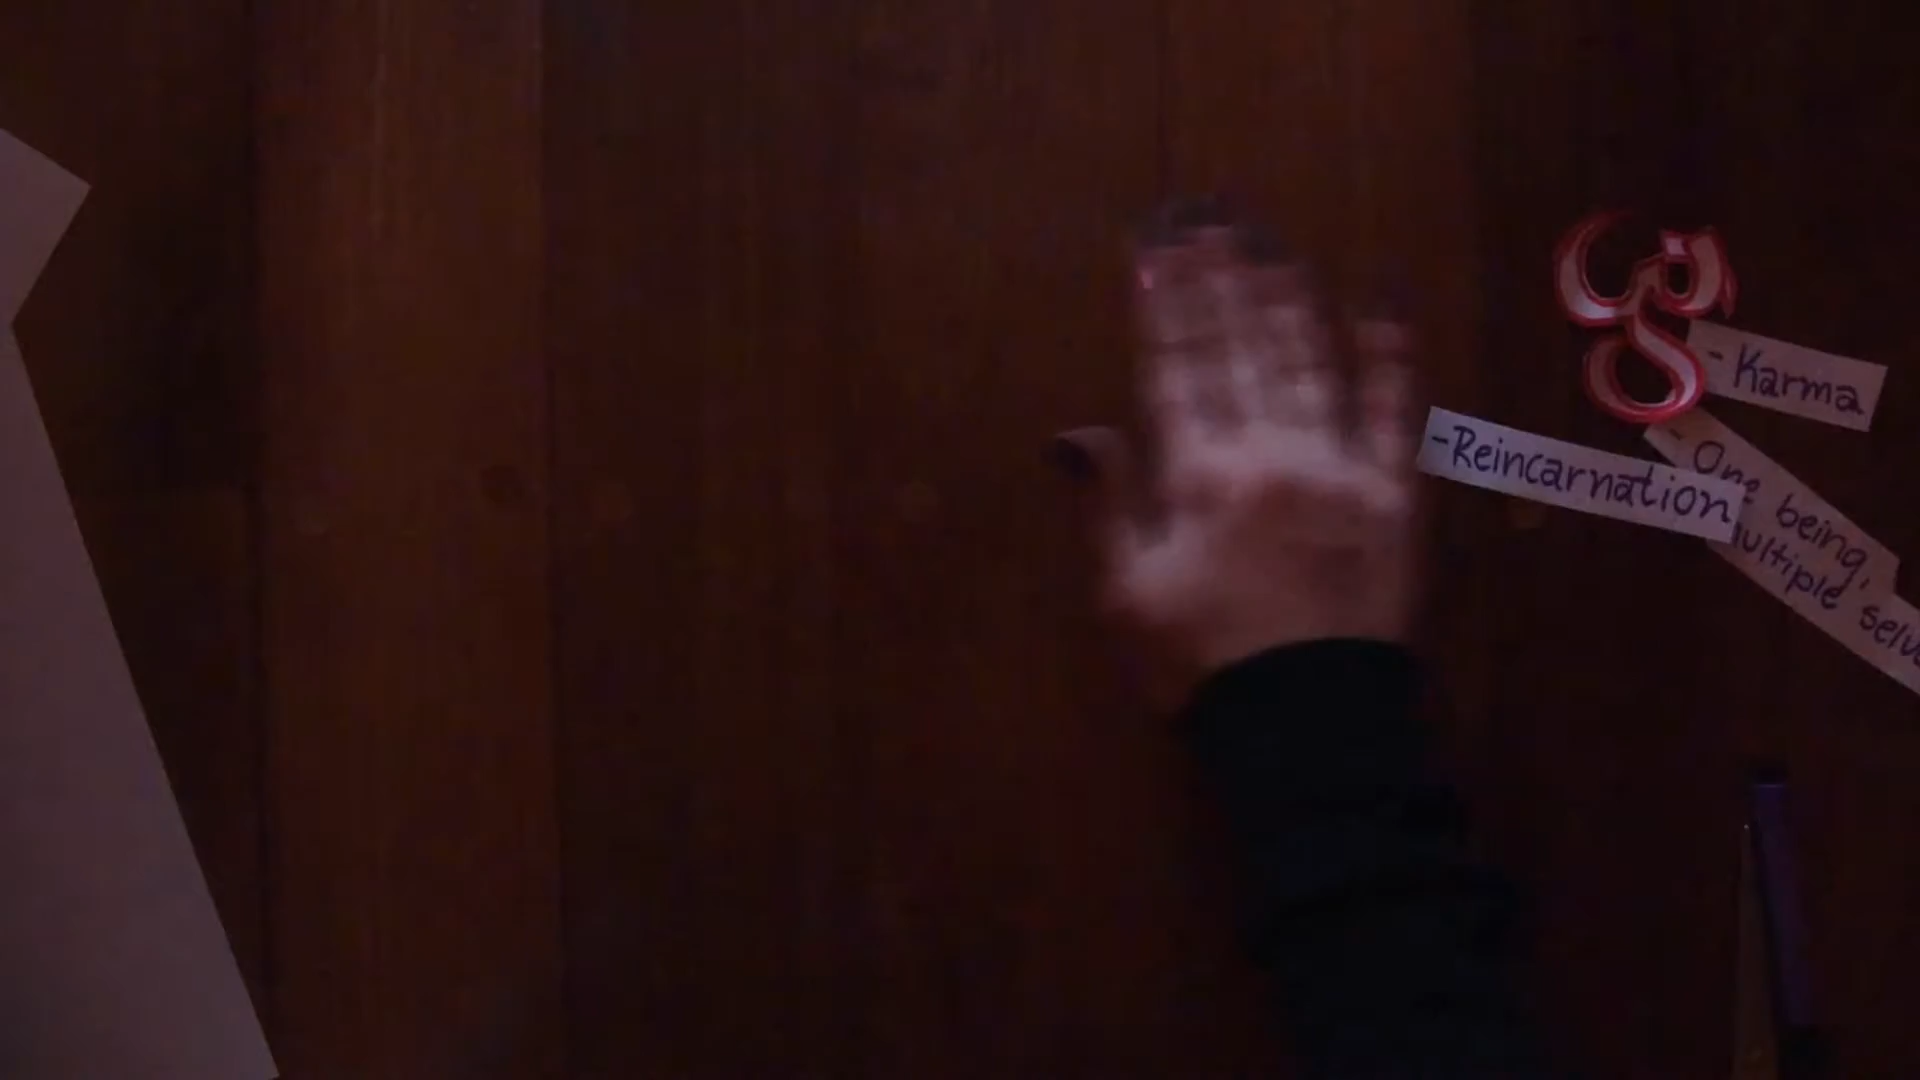 - Karma
-Reincarnation
- One being,
multiple selv